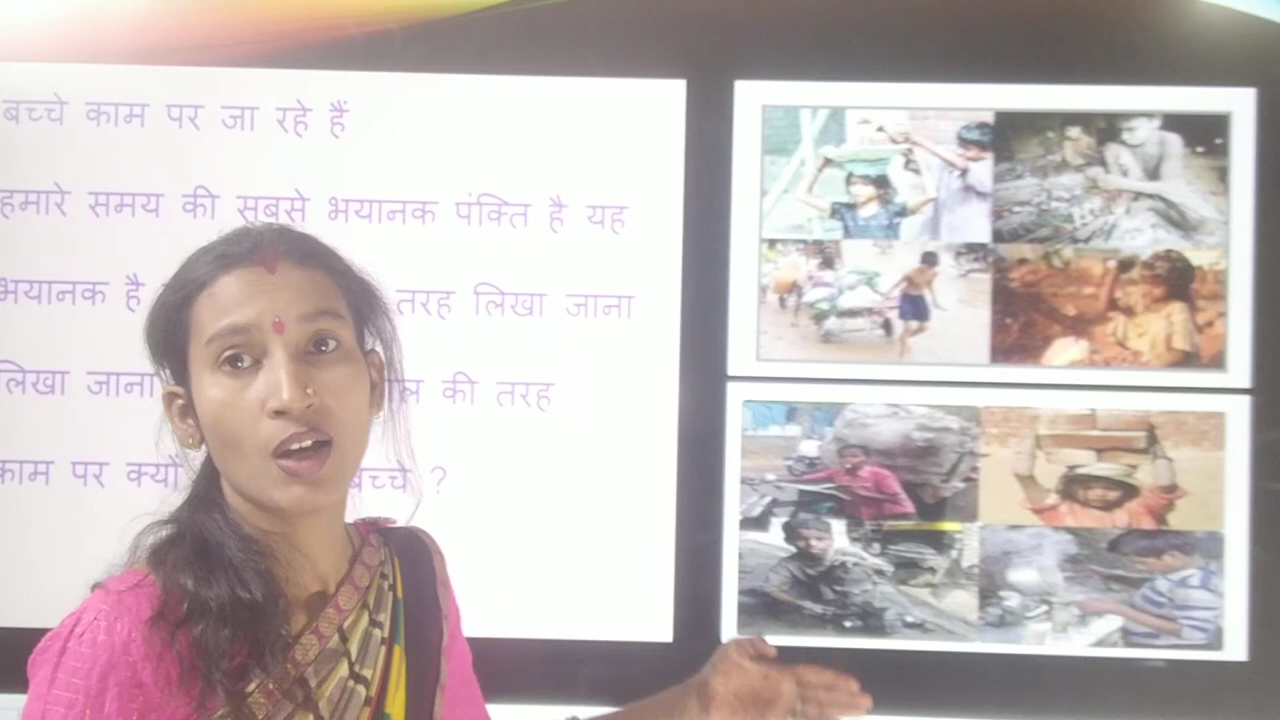 बच्चे काम पर जा रहे हैं
हमारे समय की सबसे भयानक पंक्ति है यह
भयानक है तरह लिखा जाना
लिखा जाना की तरह
काम पर क्यों बच्चे ?